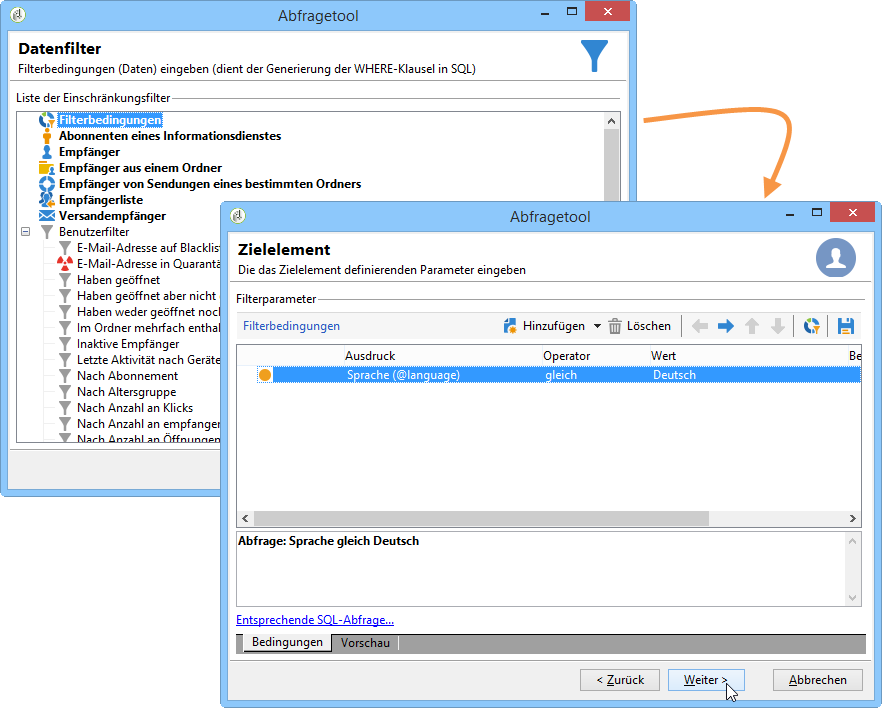 Abfragetool
Datenfilter
Filterbedingungen (Daten) eingeben (dient der Generierung der WHERE-Klausel in SQL)
Liste der Einschränkungsfilter
Filterbedingungen
Abonnenten eines Informationsdienstes
Empfänger
Empfänger aus einem Ordner
Empfänger von Sendungen eines bestimmten Ordners
Empfängerliste
Versandempfänger
Benutzerfilter
E-Mail-Adresse auf Blacklis
E-Mail-Adresse in Quarantä
Haben geöffnet
Haben geöffnet aber nicht
Haben weder geöffnet noch
Im Ordner mehrfach enthal
Inaktive Empfänger
Letzte Aktivität nach Geräte
Nach Abonnement
Nach Altersgruppe
Nach Anzahl an Klicks
Nach Anzahl an empfangen
Nach Anzahl an Öffnungen
Abfragetool
Zielelement
Die das Zielelement definierenden Parameter eingeben
Filterparameter
Filterbedingungen Hinzufügen Löschen
Ausdruck Operator Wert Be
Sprache (@language) gleich Deutsch
Abfrage: Sprache gleich Deutsch
Entsprechende SQL-Abfrage...
Bedingungen Vorschau
< Zurück Weiter > Abbrechen